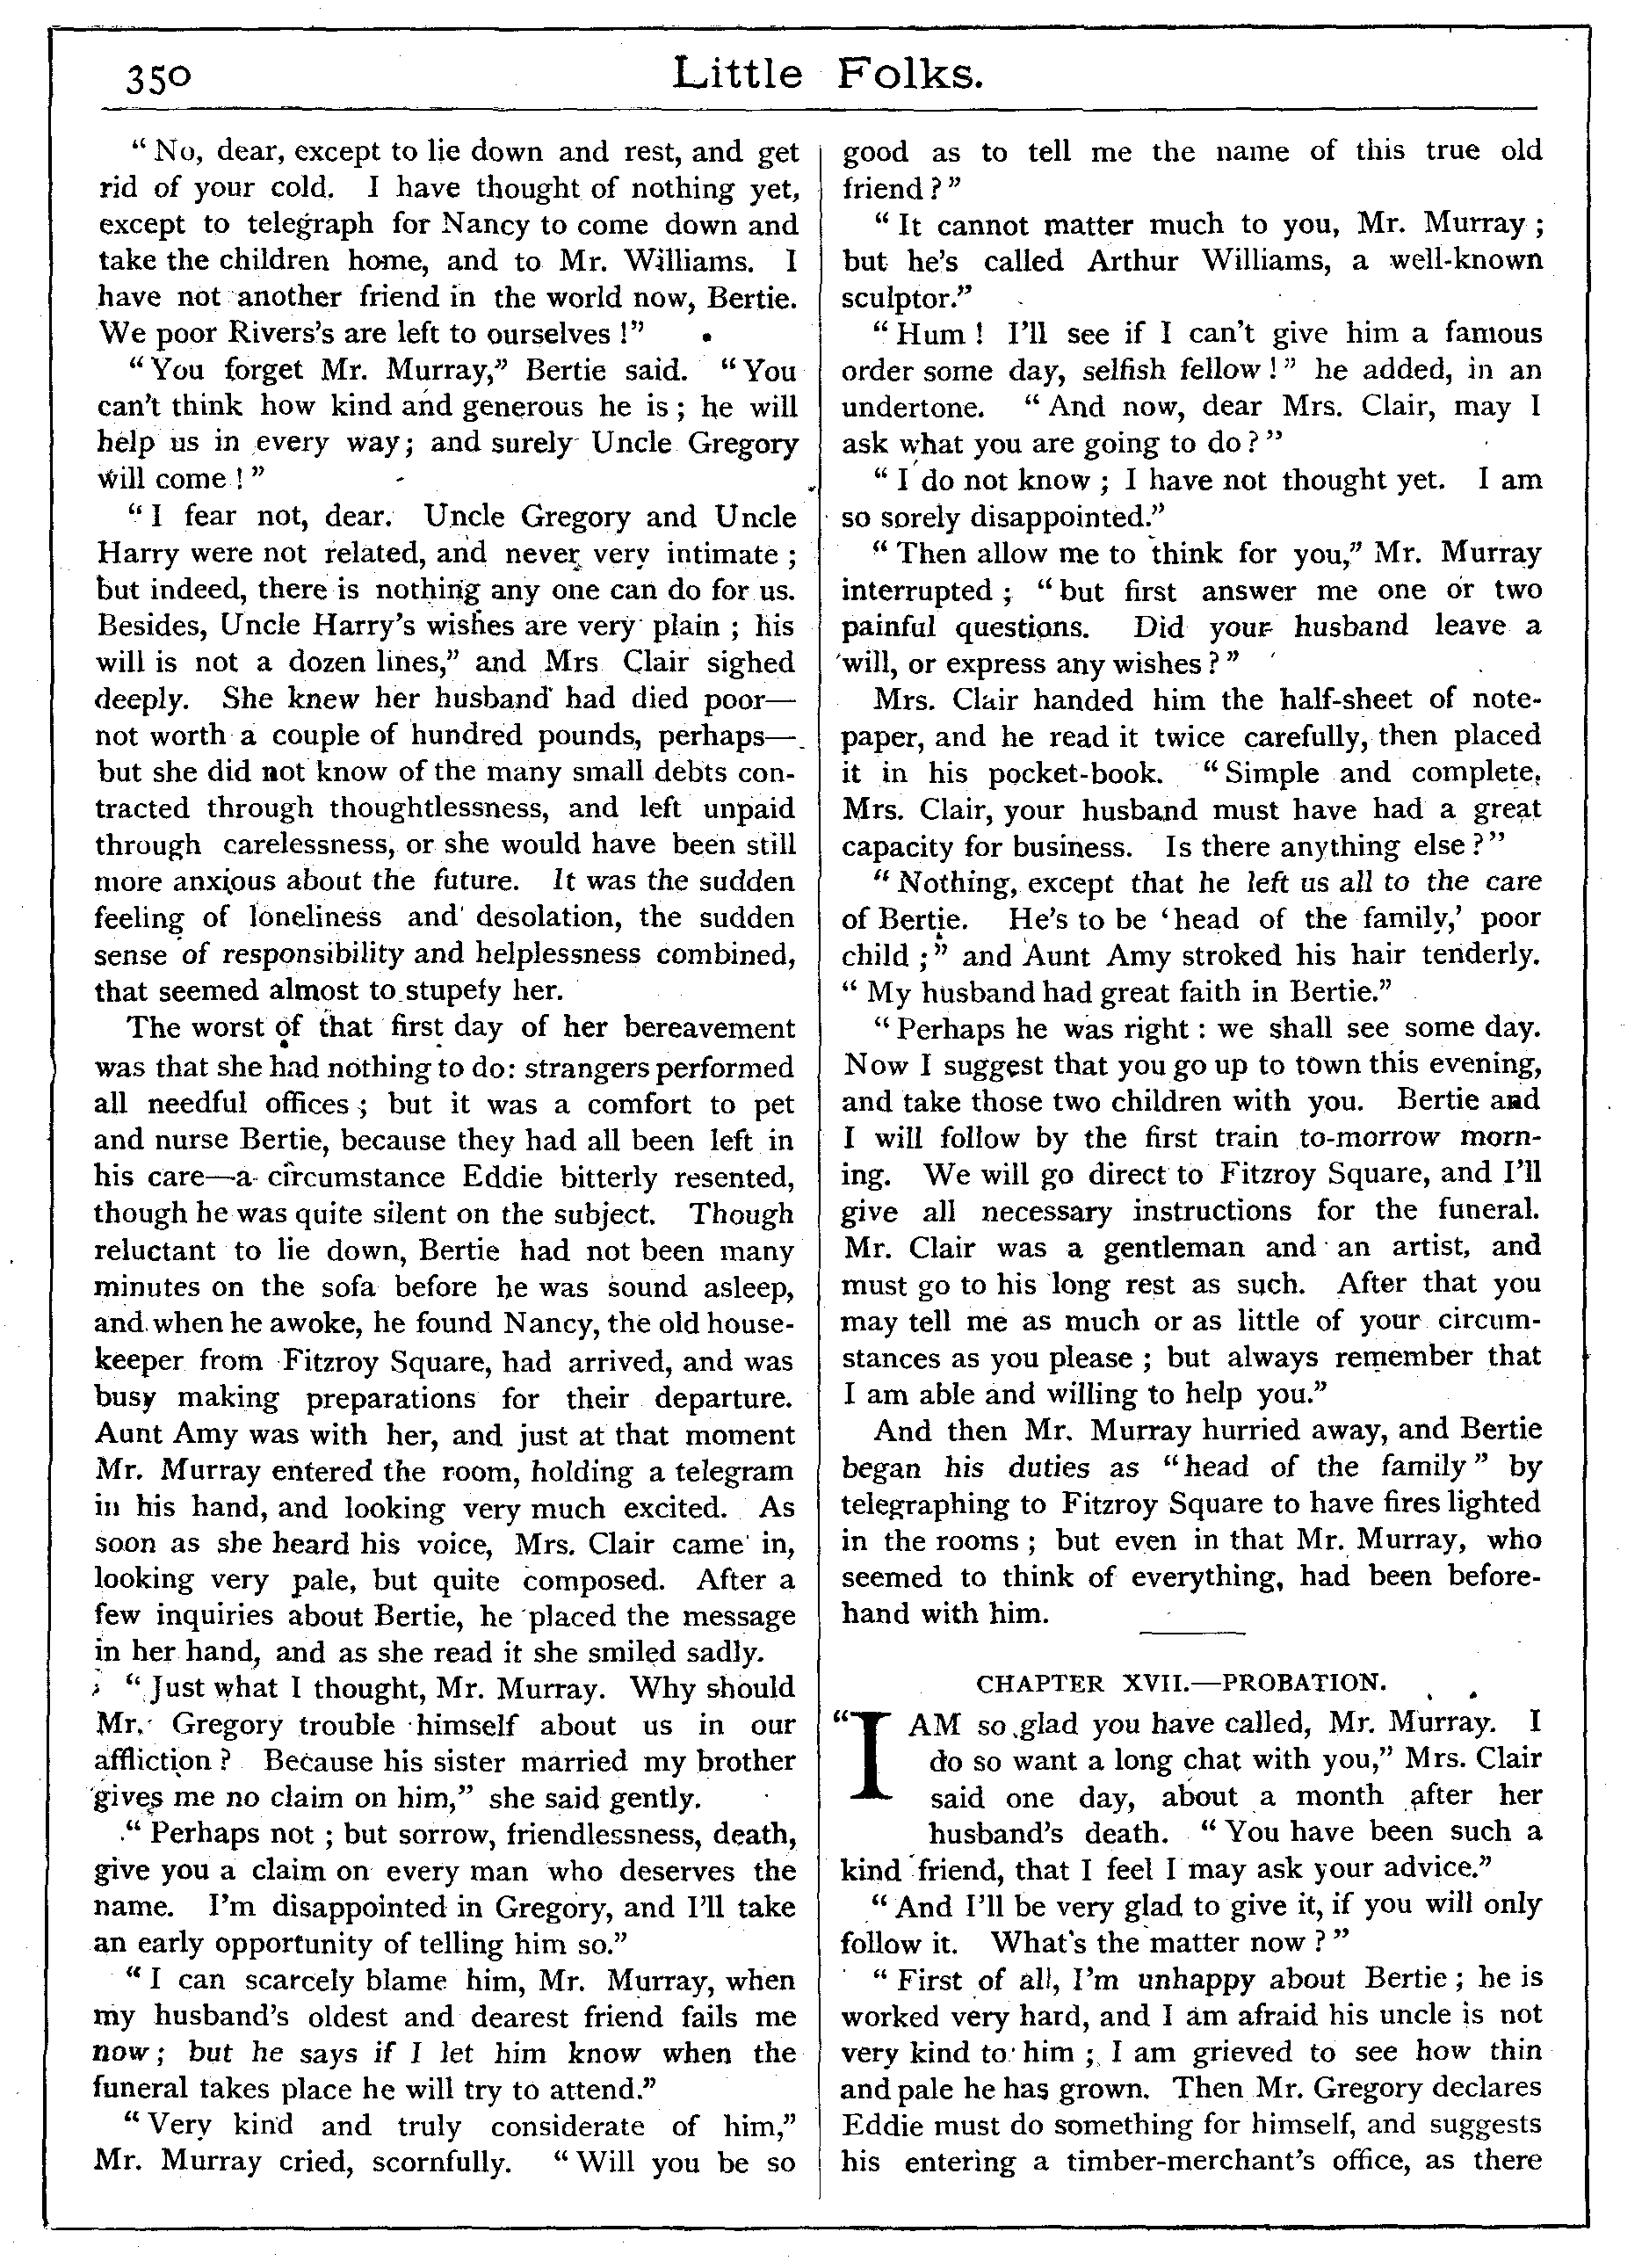 350 Little Folks.
“No, dear, except to lie down and rest, and get
rid of your cold. I have thought of nothing yet,
except to telegraph for Nancy to come down and
take the children home, and to Mr. Williams. I
have not another friend in the world now, Bertie.
We poor Rivers's are left to ourselves!”
“You forget Mr. Murray,” Bertie said. “You
can't think how kind and generous he is; he will
help us in every way; and surely Uncle Gregory
will come!”
“I fear not, dear. Uncle Gregory and Uncle
Harry were not related, and never very intimate;
but indeed, there is nothing any one can do for us.
Besides, Uncle Harry's wishes are very plain; his
will is not a dozen lines,” and Mrs Clair sighed
deeply. She knew her husband had died poor—
not worth a couple of hundred pounds, perhaps—
but she did not know of the many small debts con-
tracted through thoughtlessness, and left unpaid
through carelessness, or she would have been still
more anxious about the future. It was the sudden
feeling of loneliness and desolation, the sudden
sense of responsibility and helplessness combined,
that seemed almost to stupefy her.
The worst of that first day of her bereavement
was that she had nothing to do: strangers performed
all needful offices; but it was a comfort to pet
and nurse Bertie, because they had all been left in
his care—a circumstance Eddie bitterly resented,
though he was quite silent on the subject. Though
reluctant to lie down, Bertie had not been many
minutes on the sofa before he was sound asleep,
and when he awoke, he found Nancy, the old house-
keeper from Fitzroy Square, had arrived, and was
busy making preparations for their departure.
Aunt Amy was with her, and just at that moment
Mr. Murray entered the room, holding a telegram
in his hand, and looking very much excited. As
soon as she heard his voice, Mrs. Clair came in,
looking very pale, but quite composed. After a
few inquiries about Bertie, he placed the message
in her hand, and as she read it she smiled sadly.
“Just what I thought, Mr. Murray. Why should
Mr. Gregory trouble himself about us in our
affliction? Because his sister married my brother
gives me no claim on him,” she said gently.
“Perhaps not; but sorrow, friendlessness, death,
give you a claim on every man who deserves the
name. I'm disappointed in Gregory, and I'll take
an early opportunity of telling him so.”
“I can scarcely blame him, Mr. Murray, when
my husband's oldest and dearest friend fails me
now; but he says if I let him know when the
funeral takes place he will try to attend.”
“Very kind and truly considerate of him,”
Mr. Murray cried, scornfully. “Will you be so
good as to tell me the name of this true old
friend?”
“It cannot matter much to you, Mr. Murray;
but he's called Arthur Williams, a well-known
sculptor.”
“Hum! I'll see if I can't give him a famous
order some day, selfish fellow!” he added, in an
undertone. “And now, dear Mrs. Clair, may I
ask what you are going to do?”
“I do not know; I have not thought yet. I am
so sorely disappointed.”
“Then allow me to think for you,” Mr. Murray
interrupted; “but first answer me one or two
painful questions. Did your husband leave a
will, or express any wishes?”
Mrs. Clair handed him the half-sheet of note-
paper, and he read it twice carefully, then placed
it in his pocket-book. “Simple and complete,
Mrs. Clair, your husband must have had a great
capacity for business. Is there anything else?”
“Nothing, except that he left us all to the care
of Bertie. He's to be ‘head of the family,’ poor
child;” and Aunt Amy stroked his hair tenderly.
“My husband had great faith in Bertie.”
“Perhaps he was right: we shall see some day.
Now I suggest that you go up to town this evening,
and take those two children with you. Bertie and
I will follow by the first train to-morrow morn-
ing. We will go direct to Fitzroy Square, and I'll
give all necessary instructions for the funeral.
Mr. Clair was a gentleman and an artist, and
must go to his long rest as such. After that you
may tell me as much or as little of your circum-
stances as you please; but always remember that
I am able and willing to help you.”
And then Mr. Murray hurried away, and Bertie
began his duties as “head of the family” by
telegraphing to Fitzroy Square to have fires lighted
in the rooms; but even in that Mr. Murray, who
seemed to think of everything, had been before-
hand with him.
CHAPTER XVII.—PROBATION.
“I AM so glad you have called, Mr. Murray. I
do so want a long chat with you,” Mrs. Clair
said one day, about a month after her
husband's death. “You have been such a
kind friend, that I feel I may ask your advice.”
“And I'll be very glad to give it, if you will only
follow it. What's the matter now?”
“First of all, I'm unhappy about Bertie; he is
worked very hard, and I am afraid his uncle is not
very kind to him; I am grieved to see how thin
and pale he has grown. Then Mr. Gregory declares
Eddie must do something for himself, and suggests
his entering a timber-merchant's office, as there